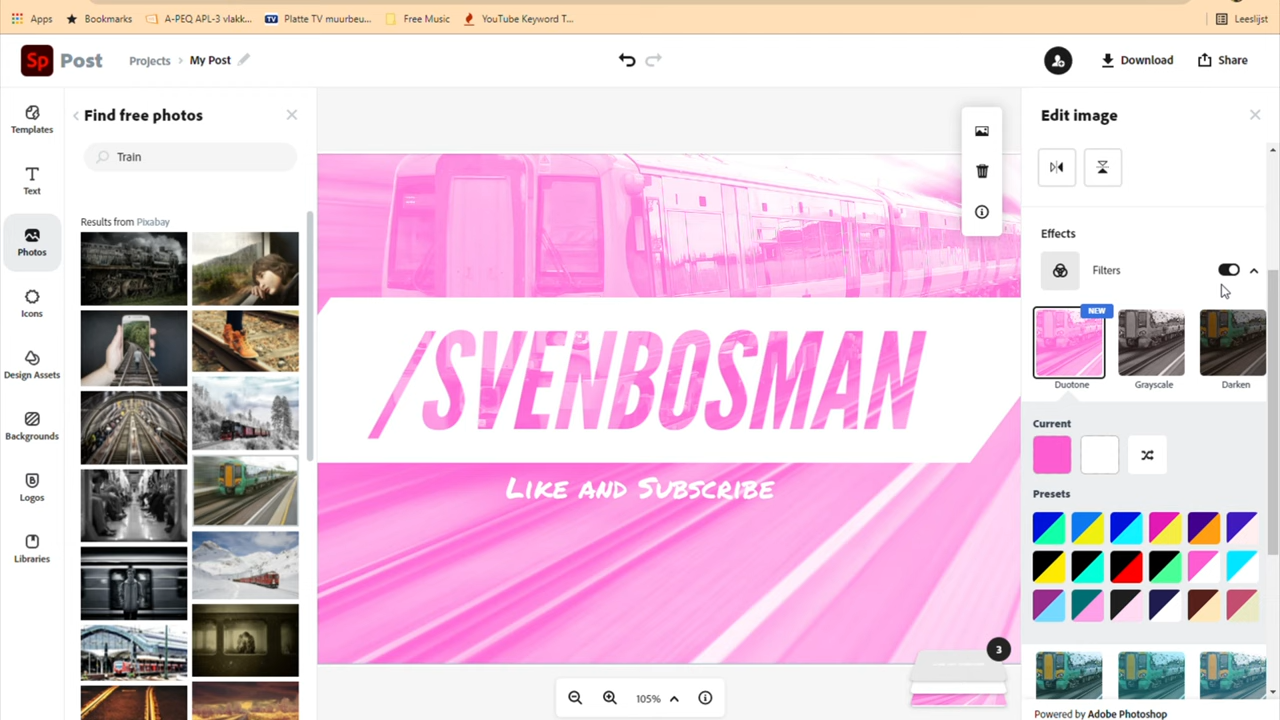 Apps
Bookmarks
A-PEQ APL-3 vlakk...
Platte TV muurbeu...
Free Music
YouTube Keyword T...
Leeslijst
Sp Post
Projects > My Post
Download
Share
Templates
Text
Photos
Icons
Design Assets
Backgrounds
Logos
Libraries
Find free photos
Train
Results from Pixabay
/SVENBOSMAN
Like and Subscribe
3
105%
Edit image
Effects
Filters
NEW
Duotone
Grayscale
Darken
Current
Presets
Powered by Adobe Photoshop